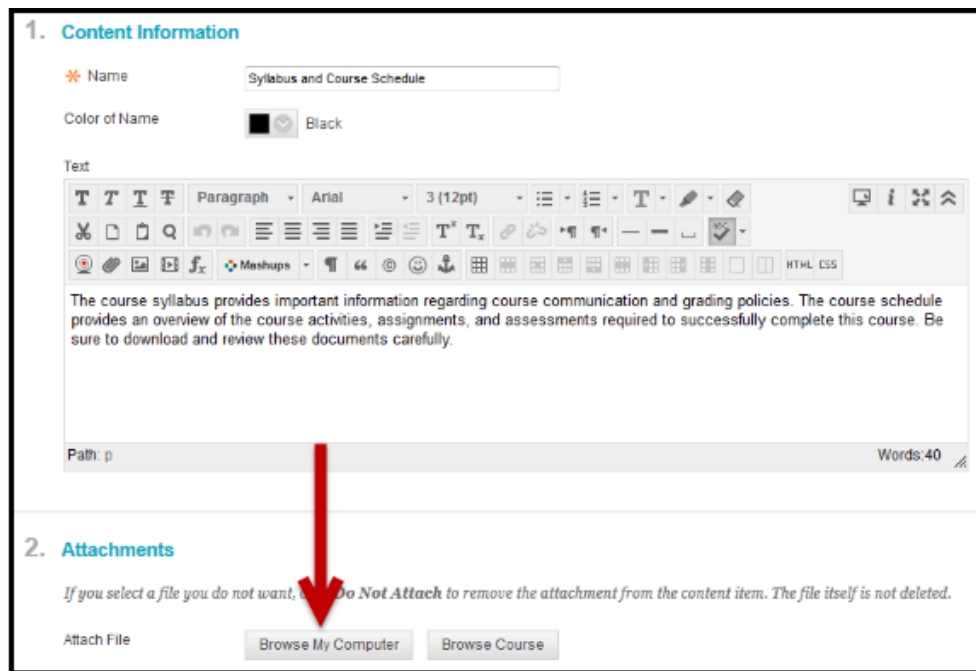 1. Content Information
Name
Syllabus and Course Schedule
Color of Name
Black
Text
T T T T Paragraph Arial 3 (12pt) T
Tx Tx
fx Mashups HTML CSS
The course syllabus provides important information regarding course communication and grading policies. The course schedule
provides an overview of the course activities, assignments, and assessments required to successfully complete this course. Be
sure to download and review these documents carefully.
Path: p Words:40
2. Attachments
If you select a file you do not want, Do Not Attach to remove the attachment from the content item. The file itself is not deleted.
Attach File Browse My Computer Browse Course